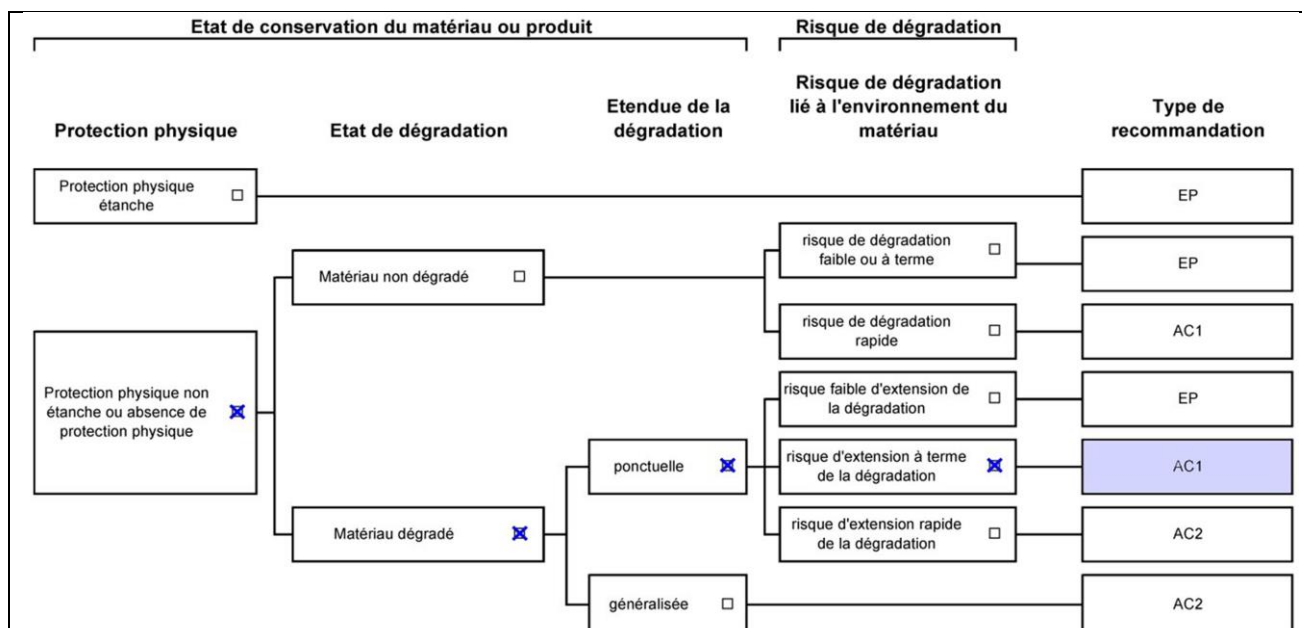 Etat de conservation du matériau ou produit
Risque de dégradation
Protection physique
Etat de dégradation
Etendue de la
dégradation
Risque de dégradation
lié à l'environnement du
matériau
Type de
recommandation
Protection physique
étanche
EP
Matériau non dégradé
risque de dégradation
faible ou à terme
EP
risque de dégradation
rapide
AC1
Protection physique non
étanche ou absence de
protection physique
risque faible d'extension de
la dégradation
EP
ponctuelle
risque d'extension à terme
de la dégradation
AC1
Matériau dégradé
risque d'extension rapide
de la dégradation
AC2
généralisée
AC2